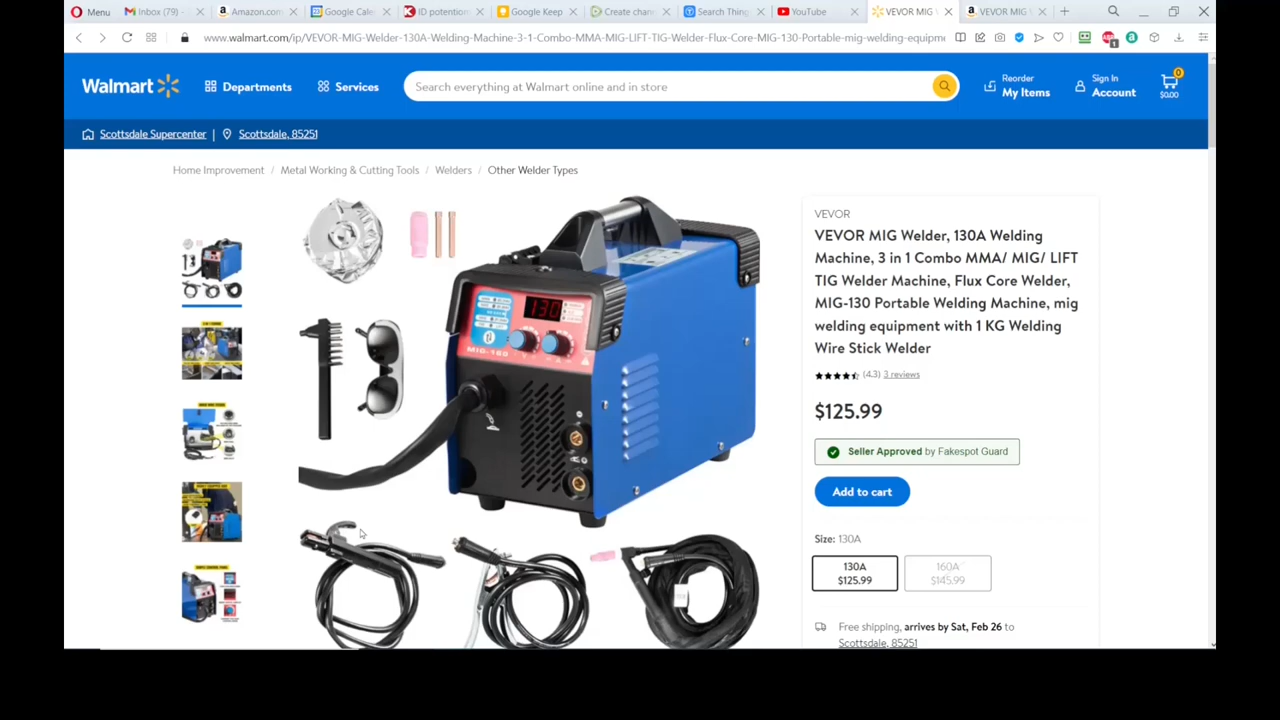 Menu
Inbox (79) -
Amazon.com
Google Cale
ID potention
Google Keep
Create chann
Search Thing
YouTube
VEVOR MIG W
VEVOR MIG W
www.walmart.com/ip/VEVOR-MIG-Welder-130A-Welding-Machine-3-1-Combo-MMA-MIG-LIFT-TIG-Welder-Flux-Core-MIG-130-Portable-mig-welding-equipm
1
Walmart
Departments
Services
Search everything at Walmart online and in store
Reorder
My Items
Sign In
Account
0
$0.00
Scottsdale Supercenter | Scottsdale, 85251
Home Improvement / Metal Working & Cutting Tools / Welders / Other Welder Types
130
MIG-160
VEVOR
VEVOR MIG Welder, 130A Welding
Machine, 3 in 1 Combo MMA/ MIG/ LIFT
TIG Welder Machine, Flux Core Welder,
MIG-130 Portable Welding Machine, mig
welding equipment with 1 KG Welding
Wire Stick Welder
(4.3) 3 reviews
$125.99
Seller Approved by Fakespot Guard
Add to cart
Size: 130A
130A
$125.99
160A
$145.99
Free shipping, arrives by Sat, Feb 26 to
Scottsdale, 85251